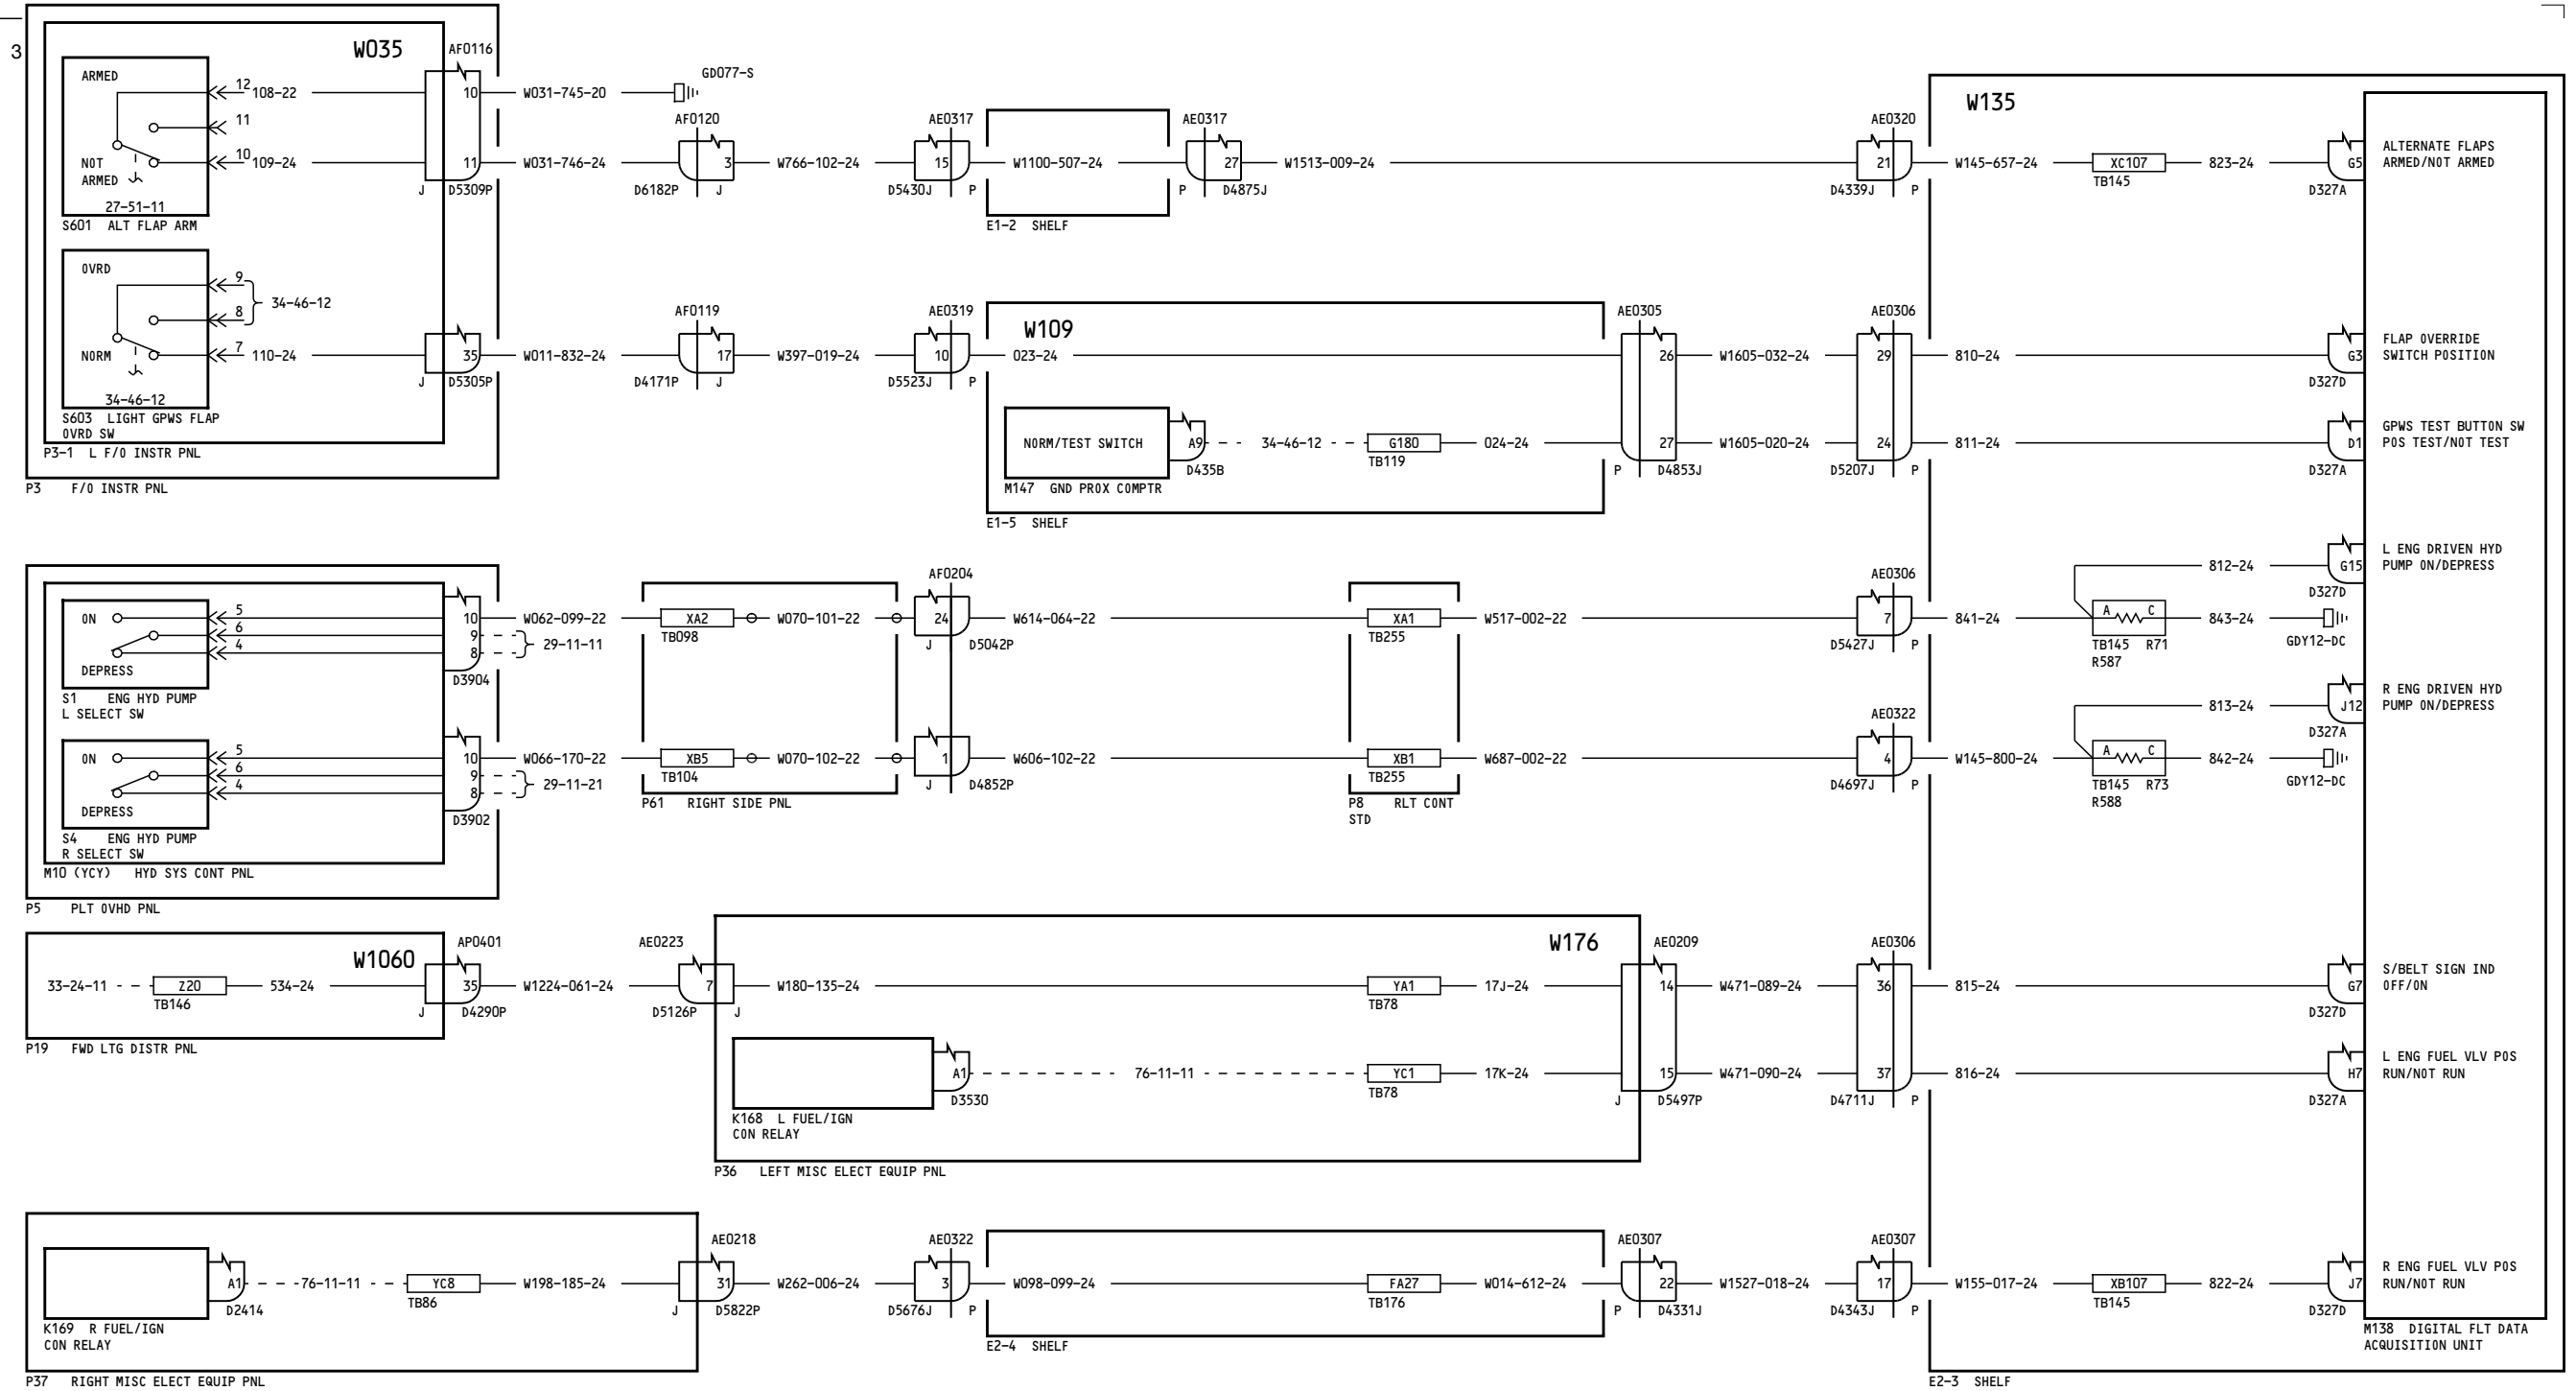 3
W035
AF0116
ARMED
12
108-22
10
W031-745-20
GD077-S
11
NOT
ARMED
10
109-24
11
W031-746-24
AF0120
3
W766-102-24
AE0317
15
W1100-507-24
AE0317
27
W1513-009-24
AE0320
21
W135
W145-657-24
XC107
TB145
823-24
G5
D327A
ALTERNATE FLAPS
ARMED/NOT ARMED
J
D5309P
D6182P
J
D5430J
P
P
D4875J
D4339J
P
27-51-11
S601 ALT FLAP ARM
E1-2 SHELF
OVRD
9
8
34-46-12
NORM
7
110-24
35
W011-832-24
AF0119
17
W397-019-24
AE0319
10
W109
023-24
AE0305
26
W1605-032-24
AE0306
29
810-24
G3
D327D
FLAP OVERRIDE
SWITCH POSITION
J
D5305P
D4171P
J
D5523J
P
34-46-12
S603 LIGHT GPWS FLAP
OVRD SW
P3-1 L F/O INSTR PNL
P3 F/O INSTR PNL
NORM/TEST SWITCH
A9
D435B
34-46-12
G180
TB119
024-24
27
W1605-020-24
24
811-24
D1
D327A
GPWS TEST BUTTON SW
POS TEST/NOT TEST
P
D4853J
D5207J
P
M147 GND PROX COMPTR
E1-5 SHELF
ON
5
6
4
DEPRESS
10
9
8
D3904
W062-099-22
29-11-11
XA2
TB098
W070-101-22
AF0204
24
J
D5042P
W614-064-22
XA1
TB255
W517-002-22
AE0306
7
D5427J
P
841-24
A
C
TB145 R71
R587
812-24
843-24
GDY12-DC
G15
D327D
L ENG DRIVEN HYD
PUMP ON/DEPRESS
S1 ENG HYD PUMP
L SELECT SW
ON
5
6
4
DEPRESS
10
9
8
D3902
W066-170-22
29-11-21
XB5
TB104
W070-102-22
1
J
D4852P
W606-102-22
XB1
TB255
W687-002-22
AE0322
4
D4697J
P
W145-800-24
A
C
TB145 R73
R588
813-24
842-24
GDY12-DC
J12
D327A
R ENG DRIVEN HYD
PUMP ON/DEPRESS
S4 ENG HYD PUMP
R SELECT SW
M10 (YCY) HYD SYS CONT PNL
P5 PLT OVHD PNL
P61 RIGHT SIDE PNL
P8 RLT CONT
STD
W1060
AP0401
33-24-11
Z20
TB146
534-24
35
J
D4290P
W1224-061-24
AE0223
7
D5126P
J
W180-135-24
W176
YA1
TB78
17J-24
AE0209
14
W471-089-24
AE0306
36
815-24
G7
D327D
S/BELT SIGN IND
OFF/ON
P19 FWD LTG DISTR PNL
A1
D3530
76-11-11
YC1
TB78
17K-24
15
J
D5497P
W471-090-24
37
D4711J
P
816-24
H7
D327A
L ENG FUEL VLV POS
RUN/NOT RUN
K168 L FUEL/IGN
CON RELAY
P36 LEFT MISC ELECT EQUIP PNL
A1
D2414
76-11-11
YC8
TB86
W198-185-24
AE0218
31
J
D5822P
W262-006-24
AE0322
3
D5676J
P
W098-099-24
FA27
TB176
W014-612-24
AE0307
22
P
D4331J
W1527-018-24
AE0307
17
D4343J
P
W155-017-24
XB107
TB145
822-24
J7
D327D
R ENG FUEL VLV POS
RUN/NOT RUN
K169 R FUEL/IGN
CON RELAY
P37 RIGHT MISC ELECT EQUIP PNL
E2-4 SHELF
M138 DIGITAL FLT DATA
ACQUISITION UNIT
E2-3 SHELF